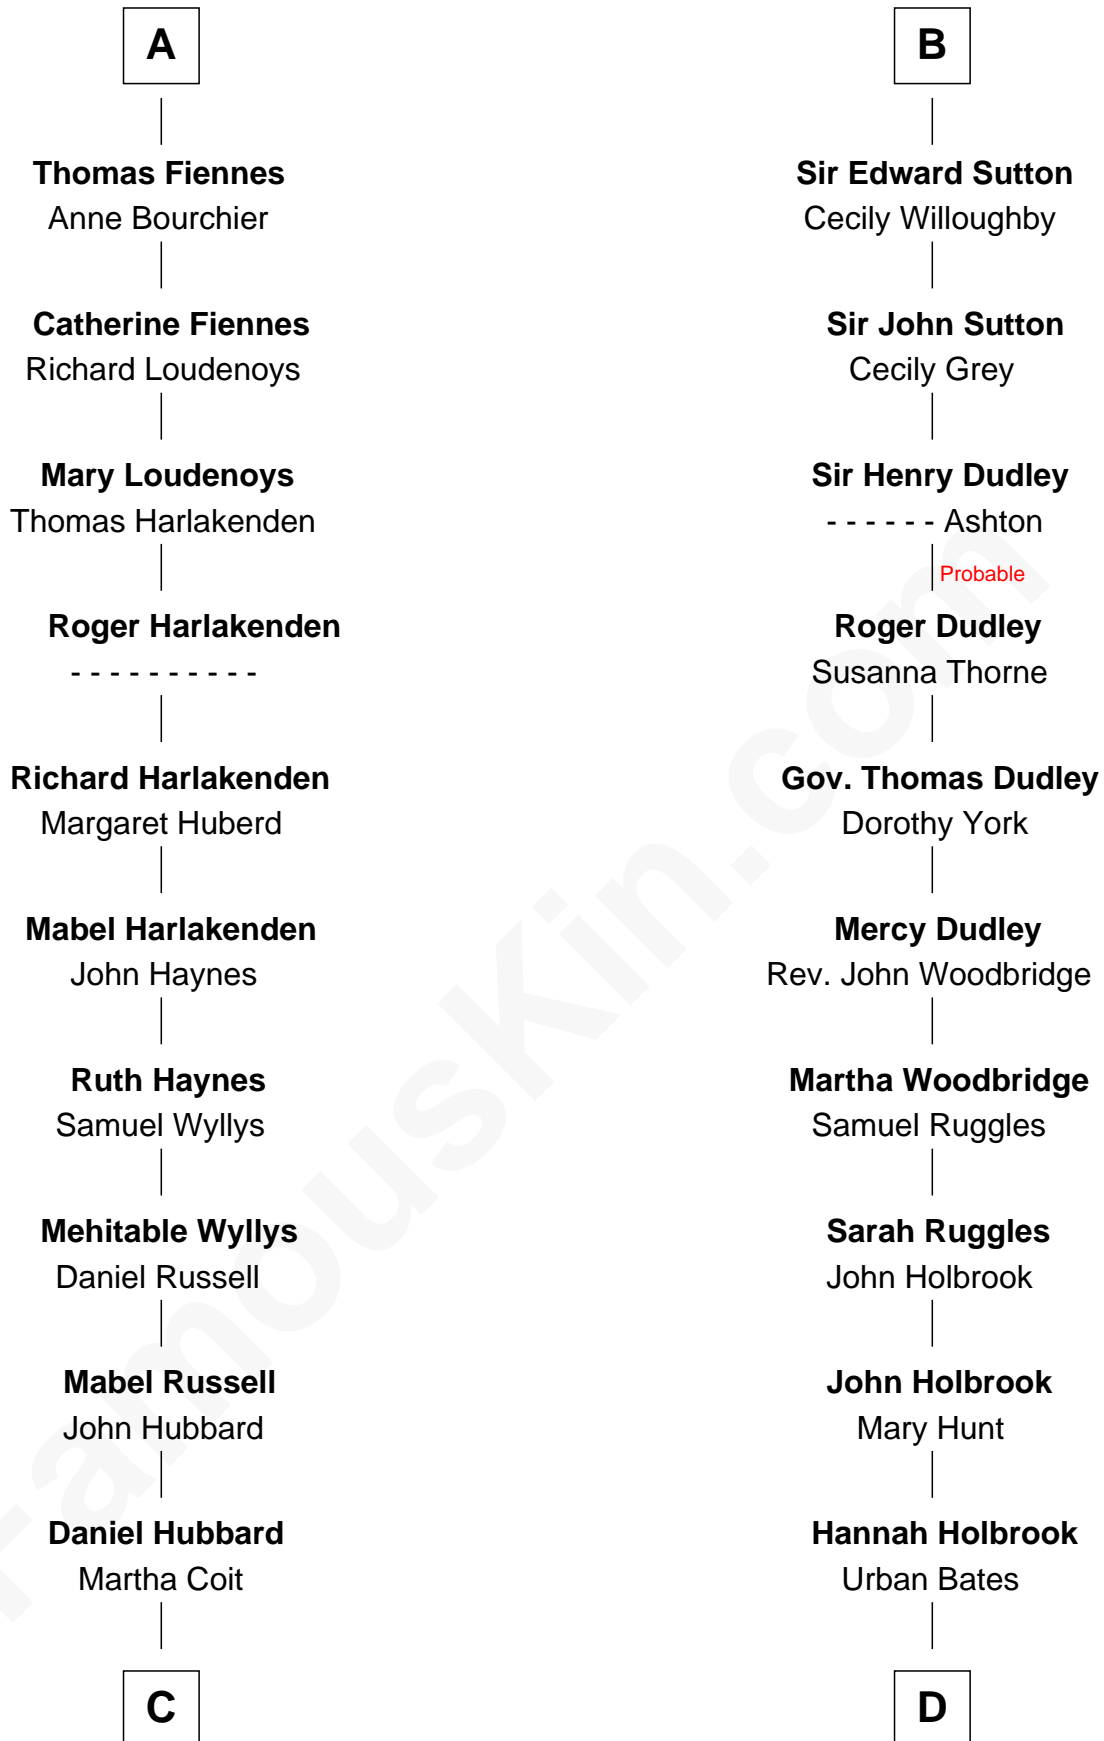 A
Thomas Fiennes
Anne Bourchier
Catherine Fiennes
Richard Loudenoys
Mary Loudenoys
Thomas Harlakenden
Roger Harlakenden
- - - - - - - - - -
Richard Harlakenden
Margaret Huberd
Mabel Harlakenden
John Haynes
Ruth Haynes
Samuel Wyllys
Mehitable Wyllys
Daniel Russell
Mabel Russell
John Hubbard
Daniel Hubbard
Martha Coit
C
B
Sir Edward Sutton
Cecily Willoughby
Sir John Sutton
Cecily Grey
Sir Henry Dudley
- - - - - - Ashton
Probable
Roger Dudley
Susanna Thorne
Gov. Thomas Dudley
Dorothy York
Mercy Dudley
Rev. John Woodbridge
Martha Woodbridge
Samuel Ruggles
Sarah Ruggles
John Holbrook
John Holbrook
Mary Hunt
Hannah Holbrook
Urban Bates
D
FamousKin.com